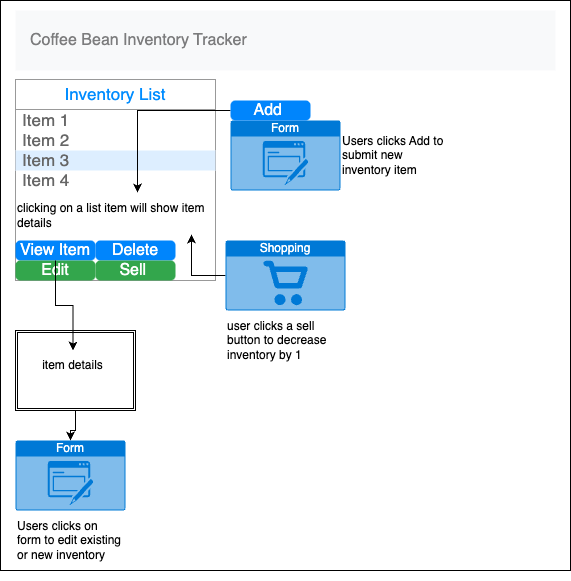 Coffee Bean Inventory Tracker
Inventory List
Item 1
Item 2
Item 3
Item 4
clicking on a list item will show item
details
View Item
Delete
Edit
Sell
Add
Form
Users clicks Add to
submit new
inventory item
Shopping
user clicks a sell
button to decrease
inventory by 1
item details
Form
Users clicks on
form to edit existing
or new inventory